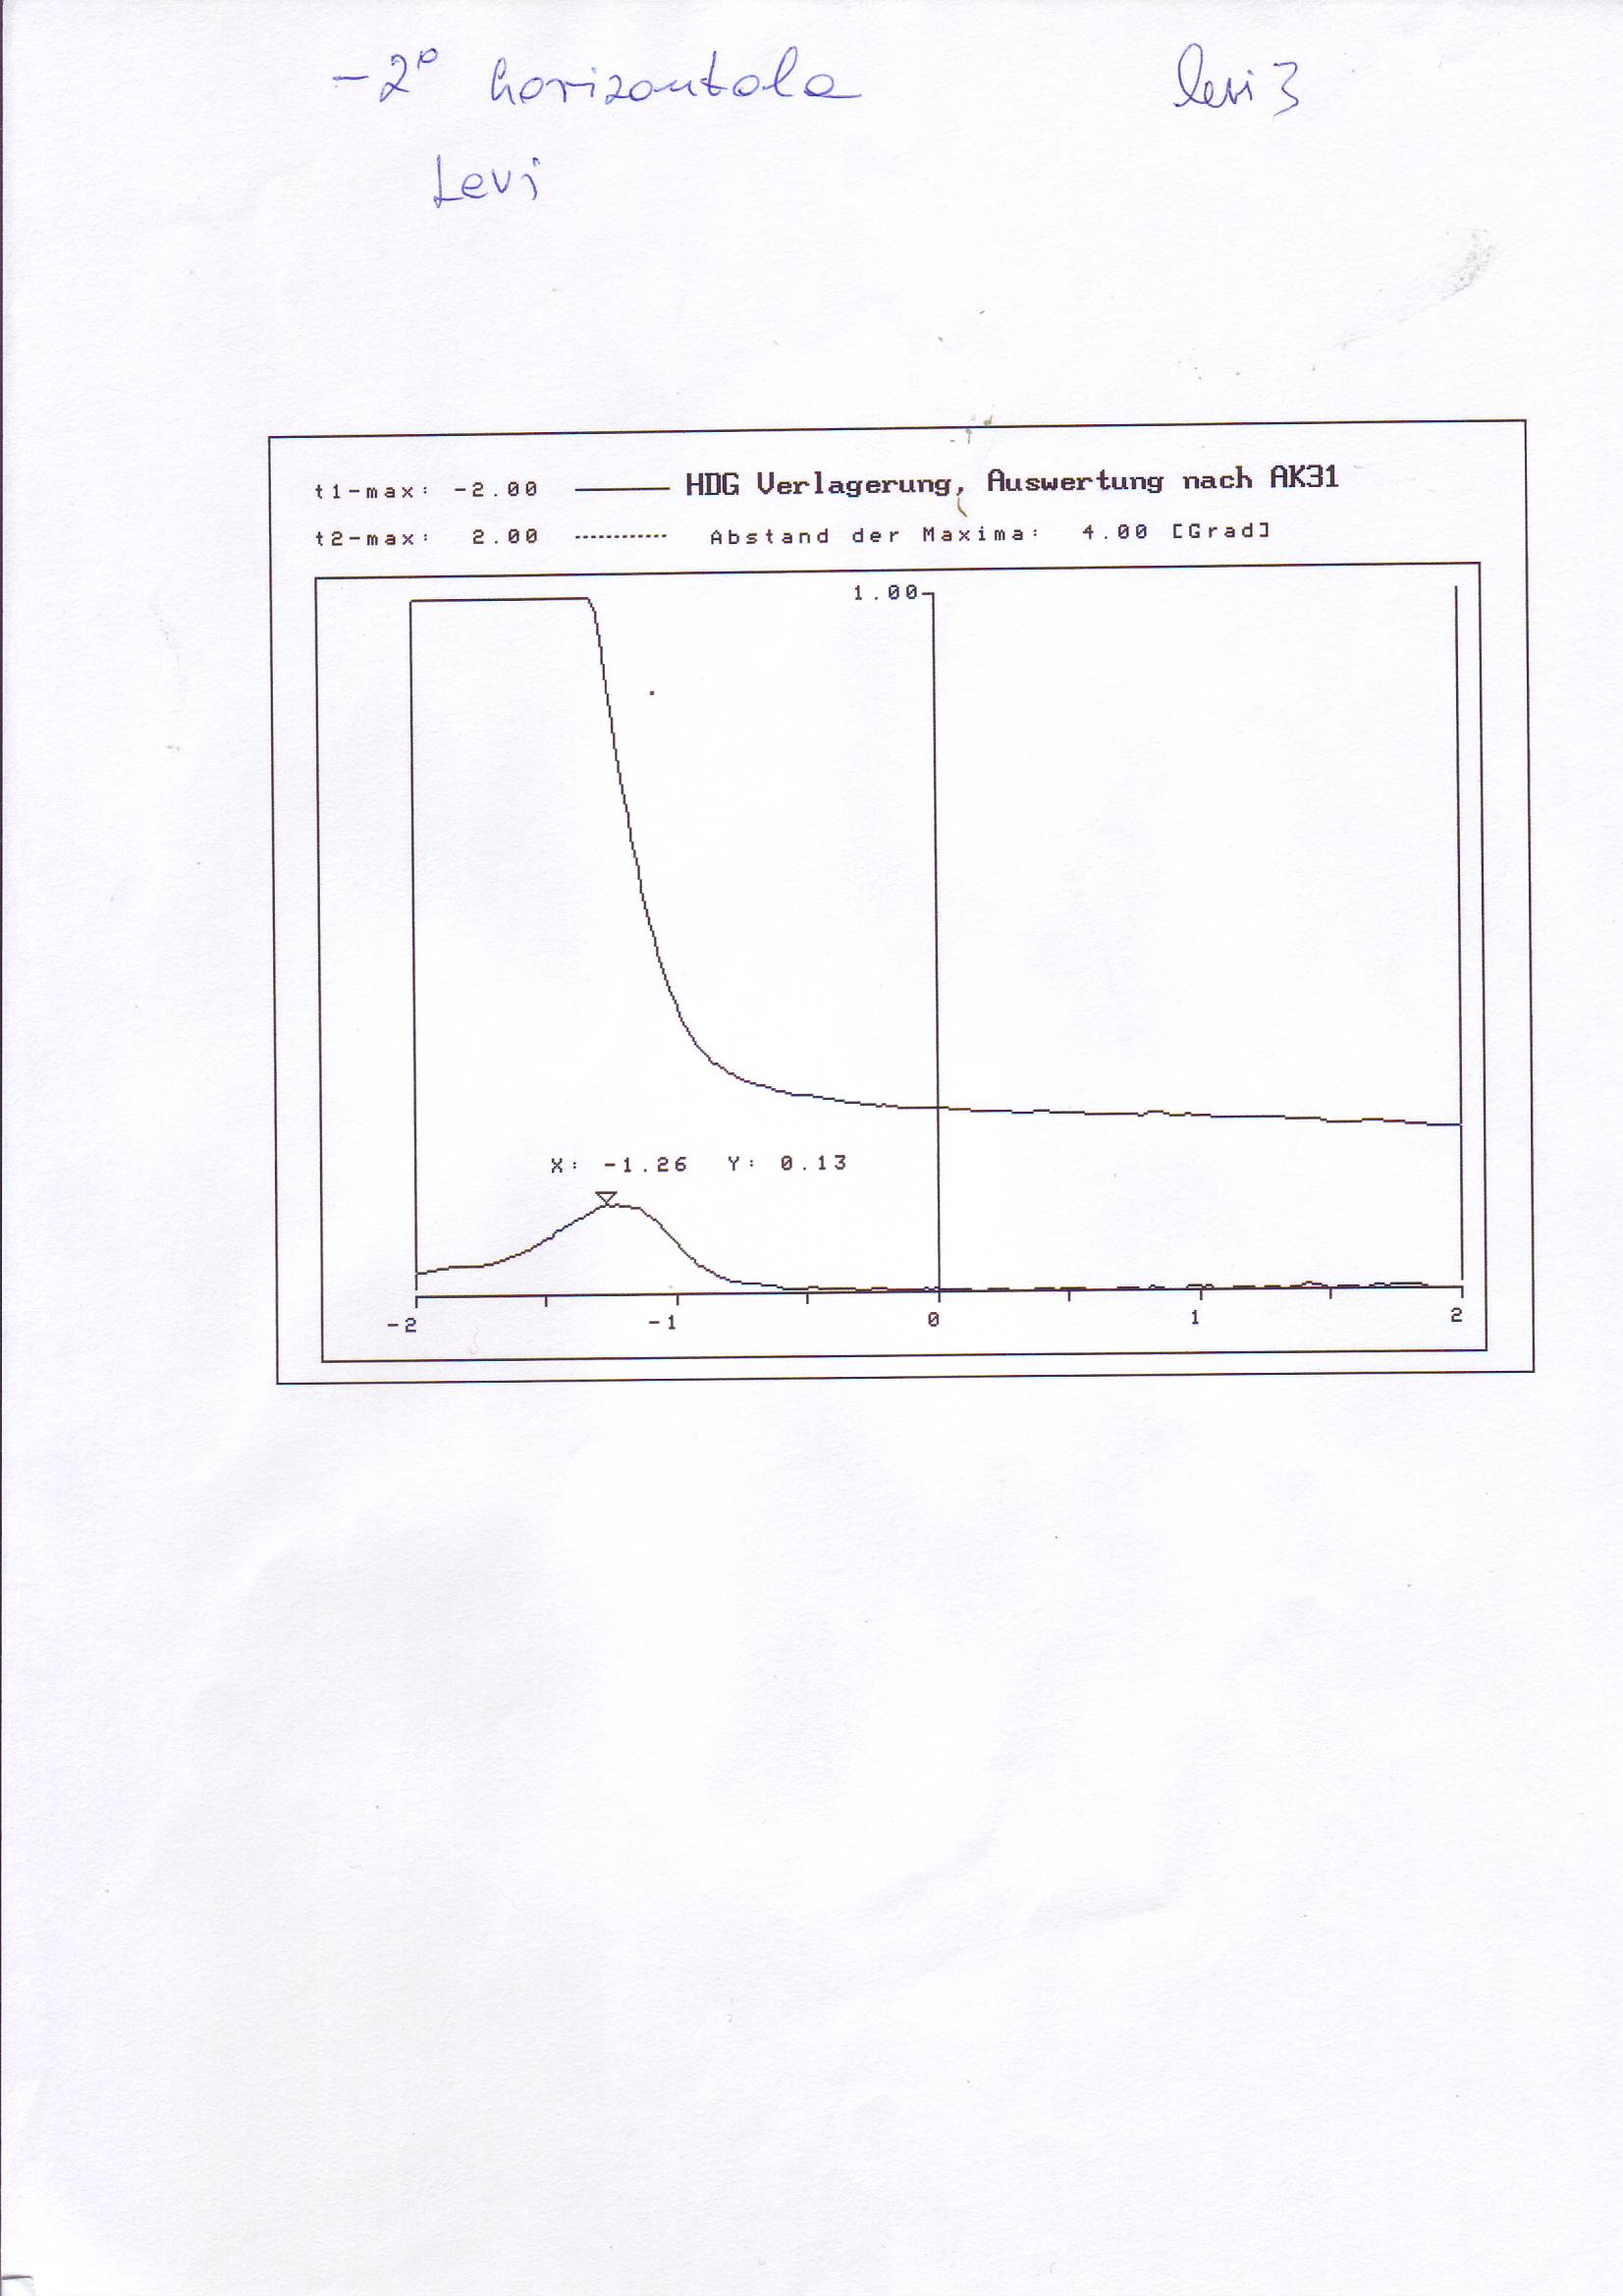 -2° horizontala levi 3
Levi
t1-max: -2.00 HDG Verlagerung, Auswertung nach AK31
t2-max: 2.00 Abstand der Maxima: 4.00 [Grad]
1.00
X: -1.26 Y: 0.13
-2 -1 0 1 2